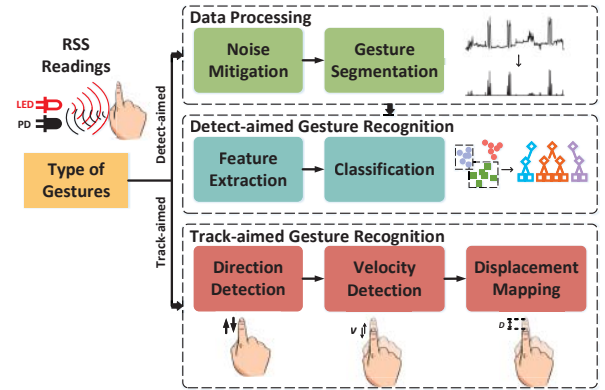 RSS
Readings
LED
PD
Type of
Gestures
Detect-aimed
Track-aimed
Data Processing
Noise
Mitigation
Gesture
Segmentation
Detect-aimed Gesture Recognition
Feature
Extraction
Classification
Track-aimed Gesture Recognition
Direction
Detection
Velocity
Detection
Displacement
Mapping
V
D